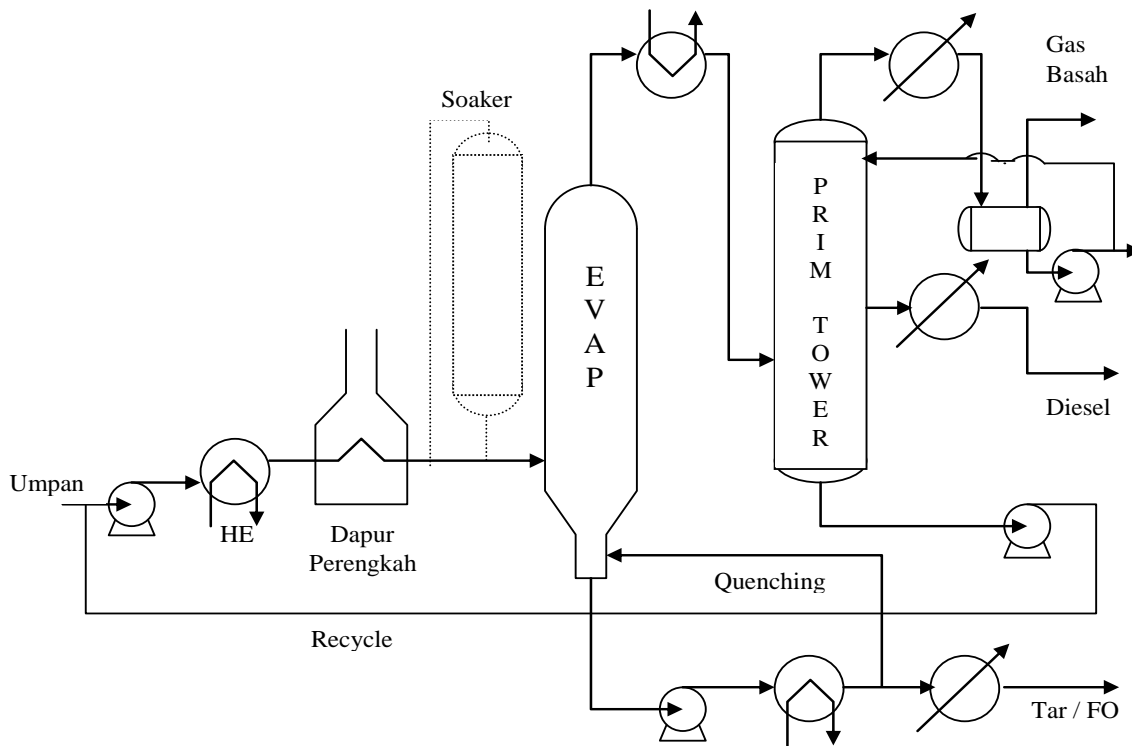 Gas
Basah
Soaker
P
R
I
M
T
O
W
E
R
E
V
A
P
Diesel
Umpan
HE
Dapur
Perengkah
Quenching
Recycle
Tar / FO